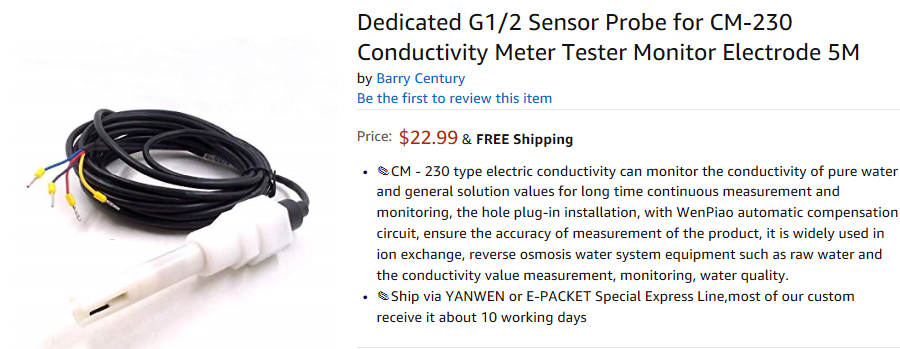 Dedicated G1/2 Sensor Probe for CM-230
Conductivity Meter Tester Monitor Electrode 5M
by Barry Century
Be the first to review this item
Price: $22.99 & FREE Shipping
• ✎CM - 230 type electric conductivity can monitor the conductivity of pure water
and general solution values for long time continuous measurement and
monitoring, the hole plug-in installation, with WenPiao automatic compensation
circuit, ensure the accuracy of measurement of the product, it is widely used in
ion exchange, reverse osmosis water system equipment such as raw water and
the conductivity value measurement, monitoring, water quality.
• ✎Ship via YANWEN or E-PACKET Special Express Line,most of our custom
receive it about 10 working days